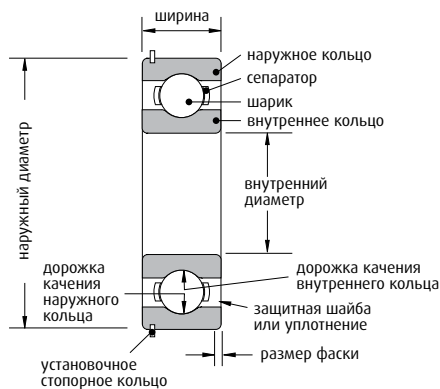 ширина
наружное кольцо
сепаратор
шарик
внутреннее кольцо
наружный диаметр
внутренний
диаметр
дорожка
качения
наружного
кольца
дорожка качения
внутреннего кольца
защитная шайба
или уплотнение
размер фаски
установочное
стопорное кольцо